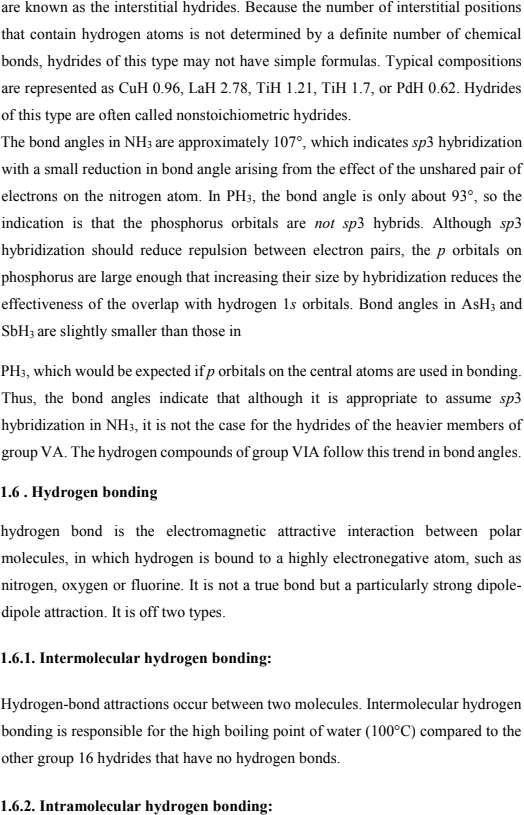 are known as the interstitial hydrides. Because the number of interstitial positions
that contain hydrogen atoms is not determined by a definite number of chemical
bonds, hydrides of this type may not have simple formulas. Typical compositions
are represented as CuH 0.96, LaH 2.78, TiH 1.21, TiH 1.7, or PdH 0.62. Hydrides
of this type are often called nonstoichiometric hydrides.
The bond angles in NH₃ are approximately 107°, which indicates sp3 hybridization
with a small reduction in bond angle arising from the effect of the unshared pair of
electrons on the nitrogen atom. In PH₃, the bond angle is only about 93°, so the
indication is that the phosphorus orbitals are not sp3 hybrids. Although sp3
hybridization should reduce repulsion between electron pairs, the p orbitals on
phosphorus are large enough that increasing their size by hybridization reduces the
effectiveness of the overlap with hydrogen 1s orbitals. Bond angles in AsH₃ and
SbH₃ are slightly smaller than those in
PH₃, which would be expected if p orbitals on the central atoms are used in bonding.
Thus, the bond angles indicate that although it is appropriate to assume sp3
hybridization in NH₃, it is not the case for the hydrides of the heavier members of
group VA. The hydrogen compounds of group VIA follow this trend in bond angles.
1.6 . Hydrogen bonding
hydrogen bond is the electromagnetic attractive interaction between polar
molecules, in which hydrogen is bound to a highly electronegative atom, such as
nitrogen, oxygen or fluorine. It is not a true bond but a particularly strong dipole-
dipole attraction. It is off two types.
1.6.1. Intermolecular hydrogen bonding:
Hydrogen-bond attractions occur between two molecules. Intermolecular hydrogen
bonding is responsible for the high boiling point of water (100°C) compared to the
other group 16 hydrides that have no hydrogen bonds.
1.6.2. Intramolecular hydrogen bonding: